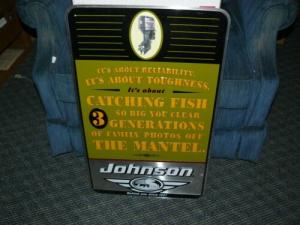 IT'S ABOUT RELIABILITY.
IT'S ABOUT TOUGHNESS.
It's about
CATCHING FISH
SO BIG YOU CLEAR
3 GENERATIONS
OF FAMILY PHOTOS OFF
THE MANTEL.
Johnson